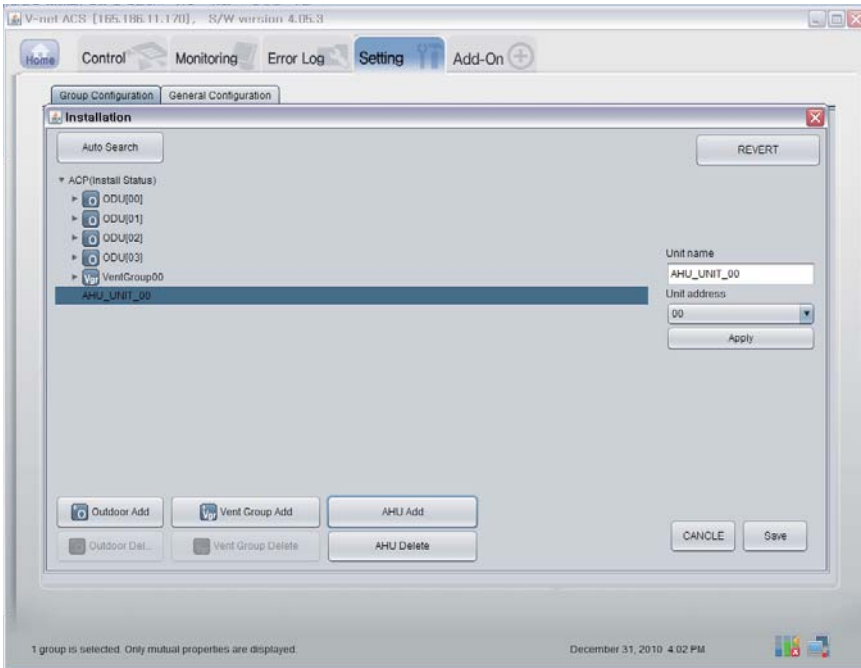 V-net ACS [165.186.11.170], S/W version 4.05.3
Home Control Monitoring Error Log Setting Add-On
Group Configuration General Configuration
Installation
Auto Search REVERT
ACP(Install Status)
ODU[00]
ODU[01]
ODU[02]
ODU[03]
VentGroup00
AHU_UNIT_00
Unit name
AHU_UNIT_00
Unit address
00
Apply
Outdoor Add Vent Group Add AHU Add
Outdoor Del... Vent Group Delete AHU Delete
CANCLE Save
1 group is selected. Only mutual properties are displayed. December 31, 2010 4:02 PM